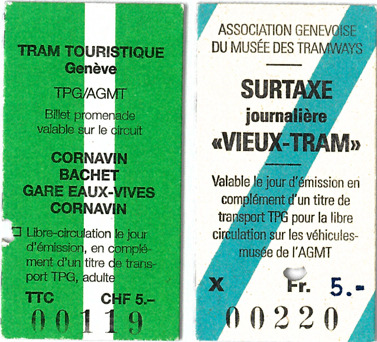 TRAM TOURISTIQUE
Genève
TPG/AGMT
Billet promenade
valable sur le circuit
CORNAVIN
BACHET
GARE EAUX-VIVES
CORNAVIN
☐ Libre-circulation le jour
d'émission, en complé-
ment d'un titre de trans-
port TPG, adulte
TTC CHF 5.–
00119
ASSOCIATION GENEVOISE
DU MUSÉE DES TRAMWAYS
SURTAXE
journalière
«VIEUX-TRAM»
Valable le jour d'émission en
complément d'un titre de
transport TPG pour la libre
circulation sur les véhicules-
musée de l'AGMT
X Fr. 5.-
00220